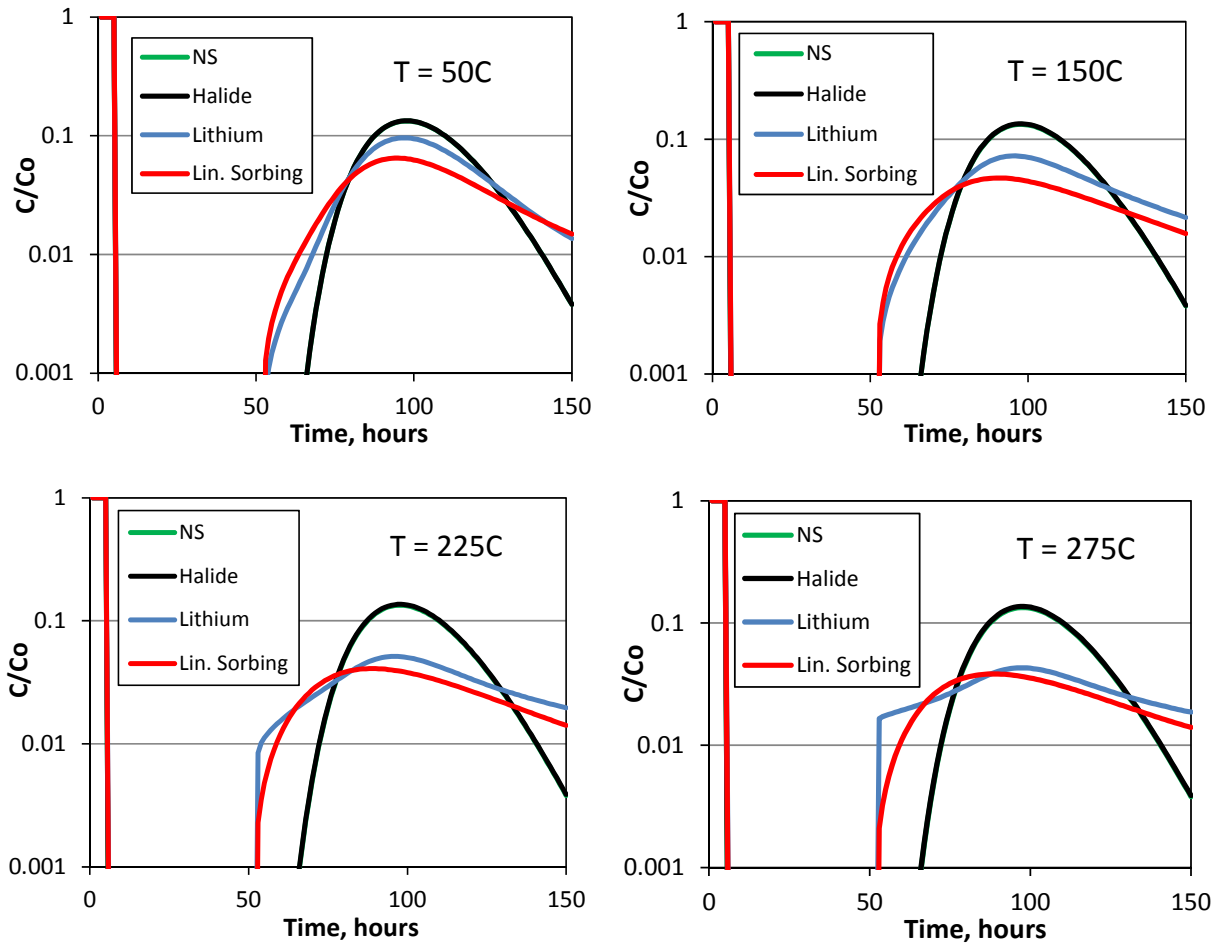 1
0.1
0.01
0.001
C/Co
NS
Halide
Lithium
Lin. Sorbing
T = 50C
0
50
100
150
Time, hours
1
0.1
0.01
0.001
C/Co
NS
Halide
Lithium
Lin. Sorbing
T = 150C
0
50
100
150
Time, hours
1
0.1
0.01
0.001
C/Co
NS
Halide
Lithium
Lin. Sorbing
T = 225C
0
50
100
150
Time, hours
1
0.1
0.01
0.001
C/Co
NS
Halide
Lithium
Lin. Sorbing
T = 275C
0
50
100
150
Time, hours